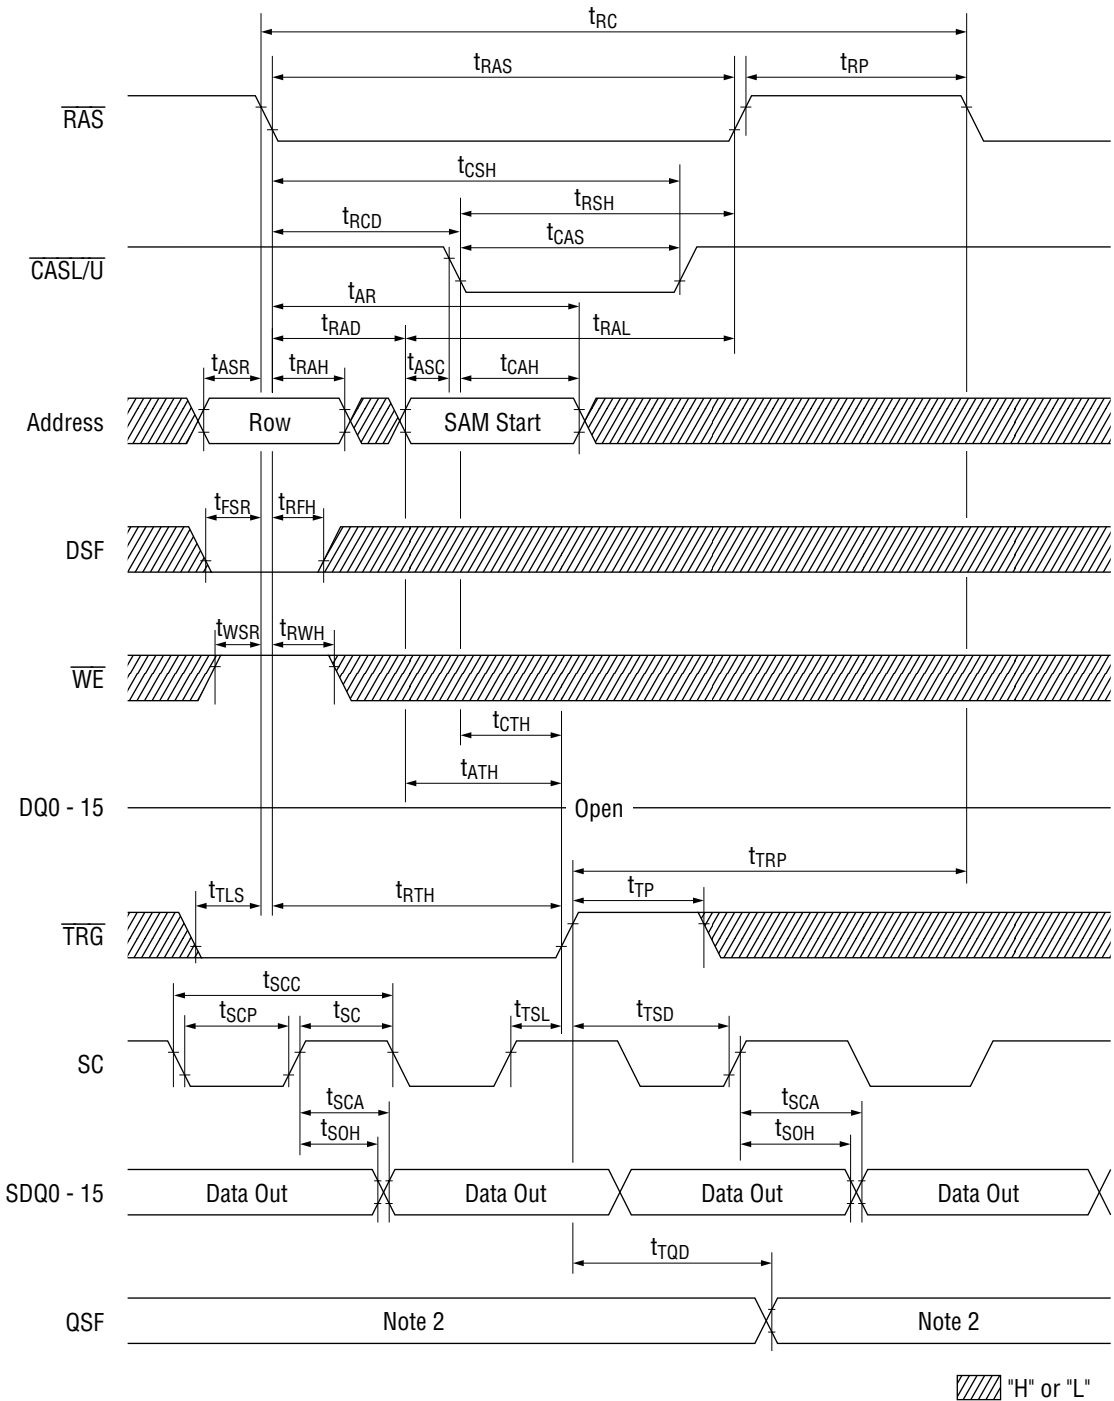 tRC
tRAS
tRP
RAS
tCSH
tRSH
tRCD
tCAS
CASL/U
tAR
tRAD
tRAL
tASR
tRAH
tASC
tCAH
Address
Row
SAM Start
tFSR
tRFH
DSF
tWSR
tRWH
WE
tCTH
tATH
DQ0 - 15
Open
tTRP
tTLS
tRTH
tTP
TRG
tSCC
tSCP
tSC
tTSL
tTSD
SC
tSCA
tSCA
tSOH
tSOH
SDQ0 - 15
Data Out
Data Out
Data Out
Data Out
tTQD
QSF
Note 2
Note 2
"H" or "L"